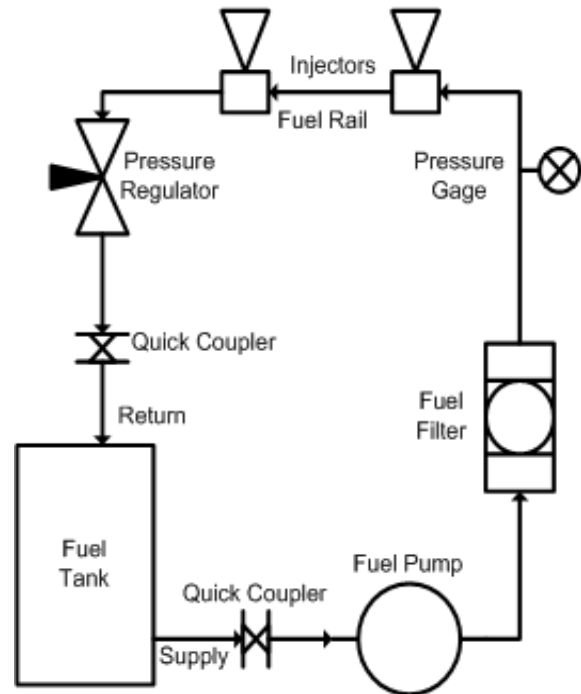 Injectors
Fuel Rail
Pressure
Regulator
Pressure
Gage
Quick Coupler
Return
Fuel
Filter
Fuel
Tank
Fuel Pump
Quick Coupler
Supply